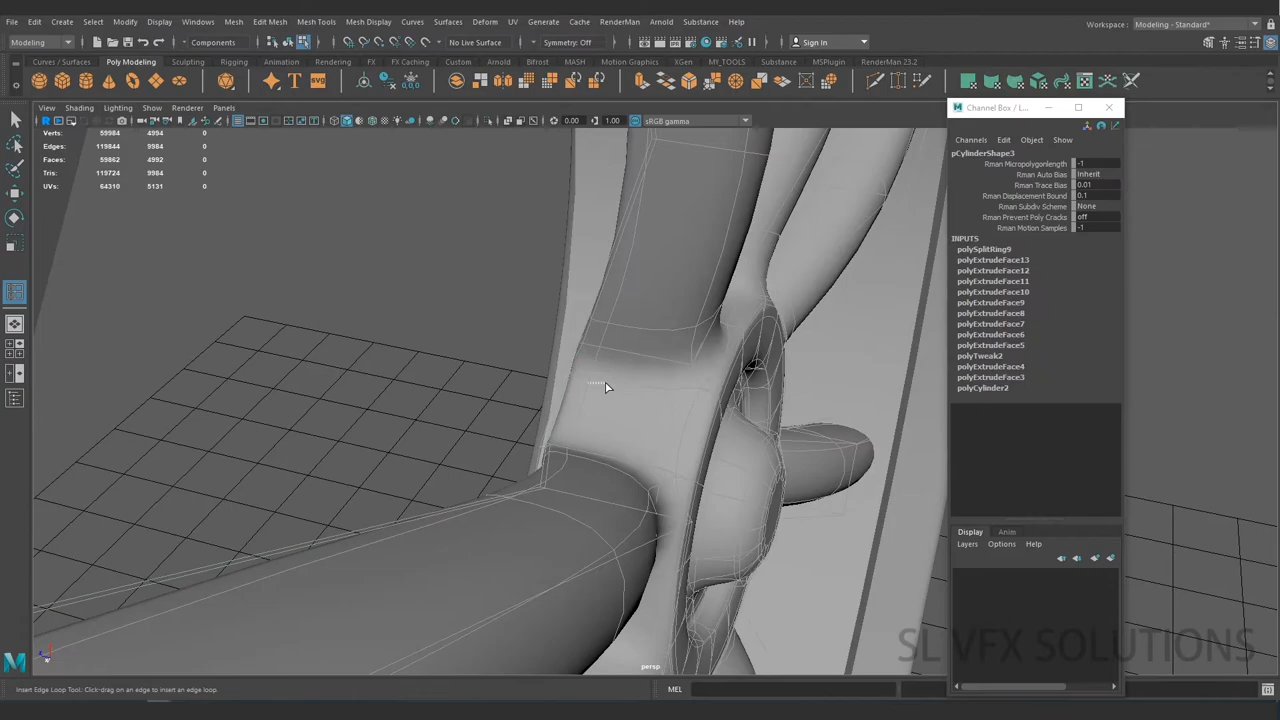 File Edit Create Select Modify Display Windows Mesh Edit Mesh Mesh Tools Mesh Display Curves Surfaces Deform UV Generate Cache RenderMan Arnold Substance Help
Workspace : Modeling - Standard*
Modeling Components No Live Surface Symmetry: Off Sign In
Curves / Surfaces Poly Modeling Sculpting Rigging Animation Rendering FX FX Caching Custom Arnold Bifrost MASH Motion Graphics XGen MY_TOOLS Substance MSPlugin RenderMan 23.2
View Shading Lighting Show Renderer Panels
0.00 1.00 sRGB gamma
Verts: 59984 4994 0
Edges: 119844 9984 0
Faces: 59862 4992 0
Tris: 119724 9984 0
UVs: 64310 5131 0
Channel Box / L...
Channels Edit Object Show
pCylinderShape3
Rman Micropolygonlength -1
Rman Auto Bias Inherit
Rman Trace Bias 0.01
Rman Displacement Bound 0.1
Rman Subdiv Scheme None
Rman Prevent Poly Cracks off
Rman Motion Samples -1
INPUTS
polySplitRing9
polyExtrudeFace13
polyExtrudeFace12
polyExtrudeFace11
polyExtrudeFace10
polyExtrudeFace9
polyExtrudeFace8
polyExtrudeFace7
polyExtrudeFace6
polyExtrudeFace5
polyTweak2
polyExtrudeFace4
polyExtrudeFace3
polyCylinder2
Display Anim
Layers Options Help
SL VFX SOLUTIONS
persp
Insert Edge Loop Tool: Click-drag on an edge to insert an edge loop.
MEL